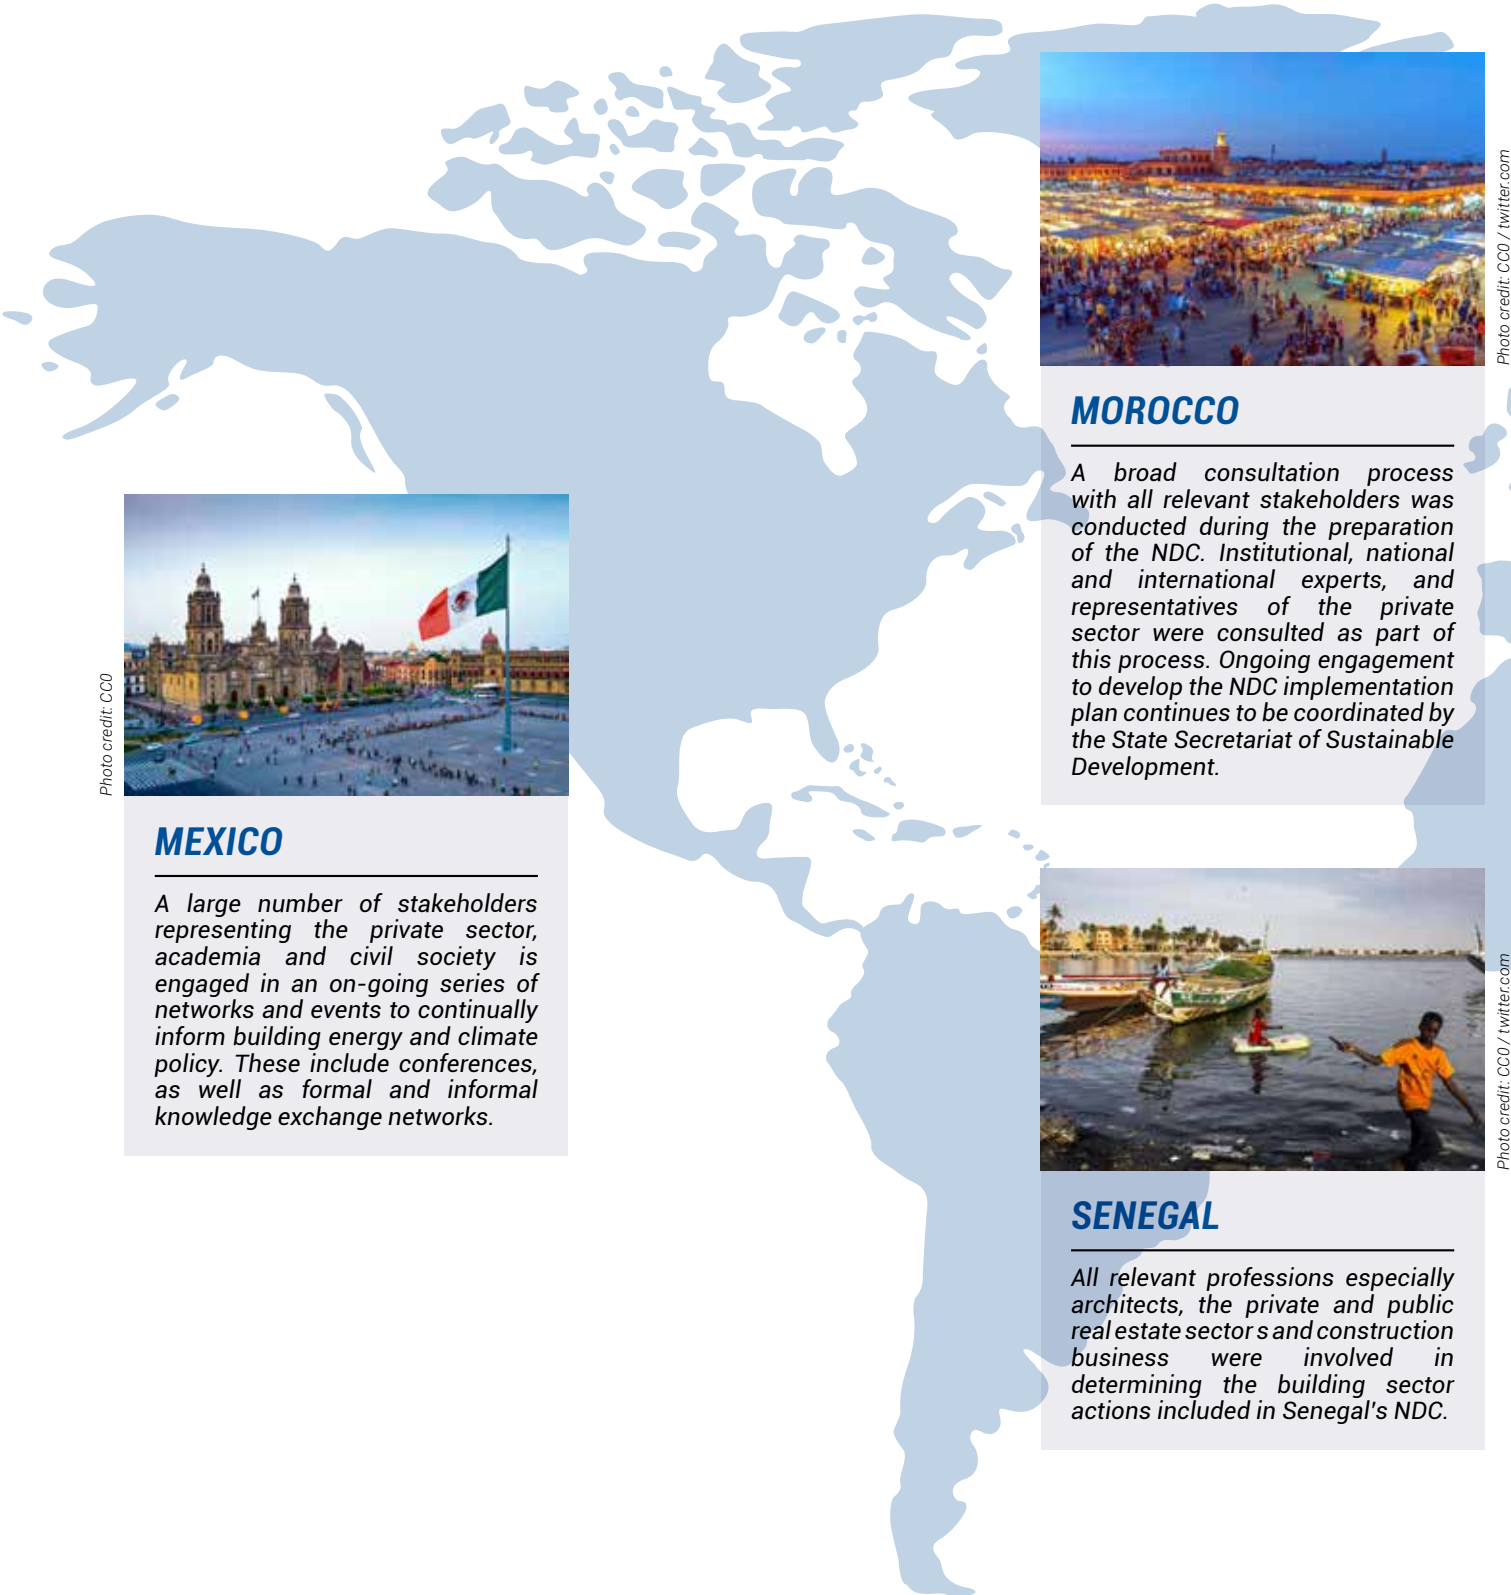 Photo credit: CC0 / twitter.com
MOROCCO
A broad consultation process
with all relevant stakeholders was
conducted during the preparation
of the NDC. Institutional, national
and international experts, and
representatives of the private
sector were consulted as part of
this process. Ongoing engagement
to develop the NDC implementation
plan continues to be coordinated by
the State Secretariat of Sustainable
Development.
Photo credit: CC0
MEXICO
A large number of stakeholders
representing the private sector,
academia and civil society is
engaged in an on-going series of
networks and events to continually
inform building energy and climate
policy. These include conferences,
as well as formal and informal
knowledge exchange networks.
Photo credit: CC0 / twitter.com
SENEGAL
All relevant professions especially
architects, the private and public
real estate sector s and construction
business were involved in
determining the building sector
actions included in Senegal's NDC.